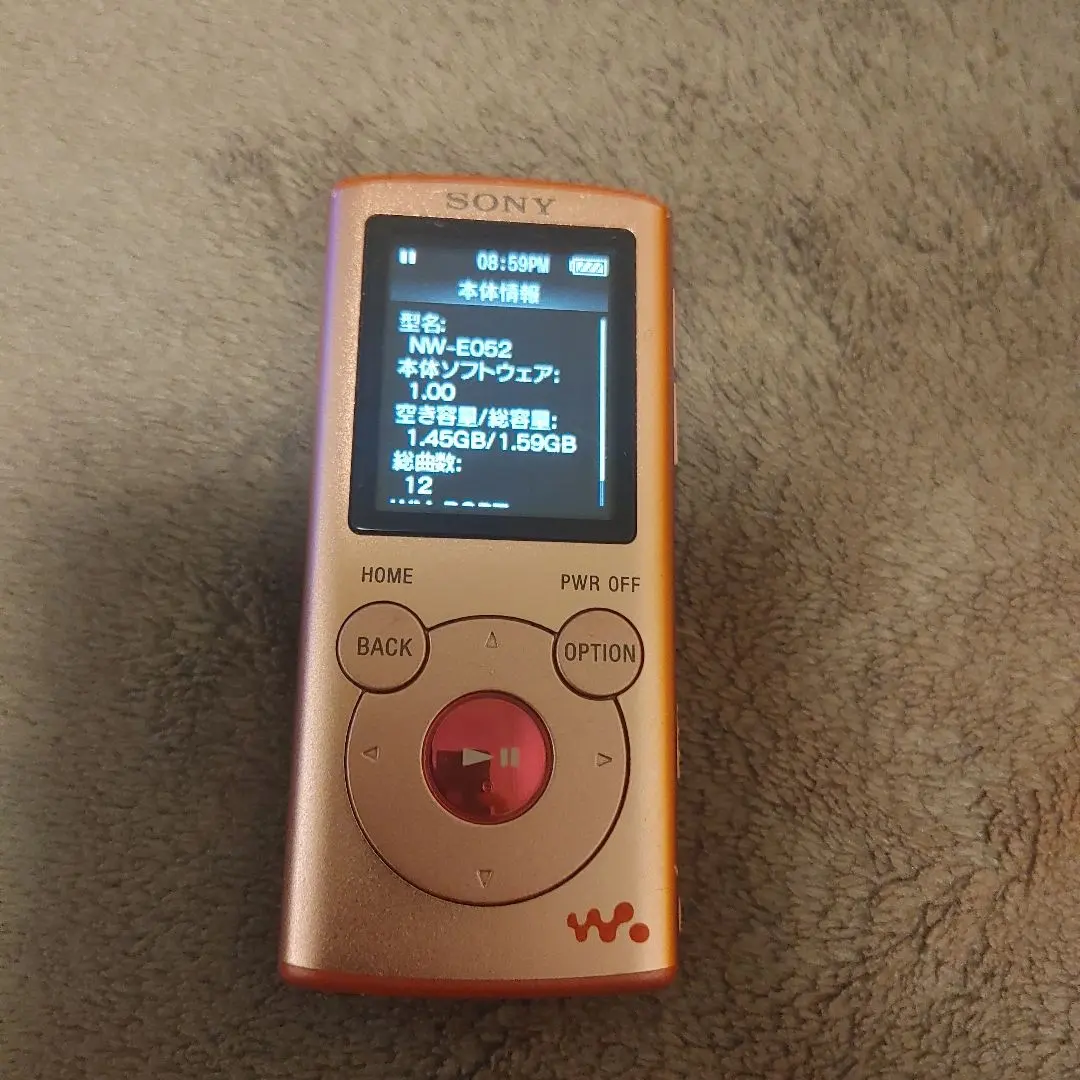 SONY
08:59PM
本体情報
型名:
NW-E052
本体ソフトウェア:
1.00
空き容量/総容量:
1.45GB/1.59GB
総曲数:
12
HOME
PWR OFF
BACK
OPTION